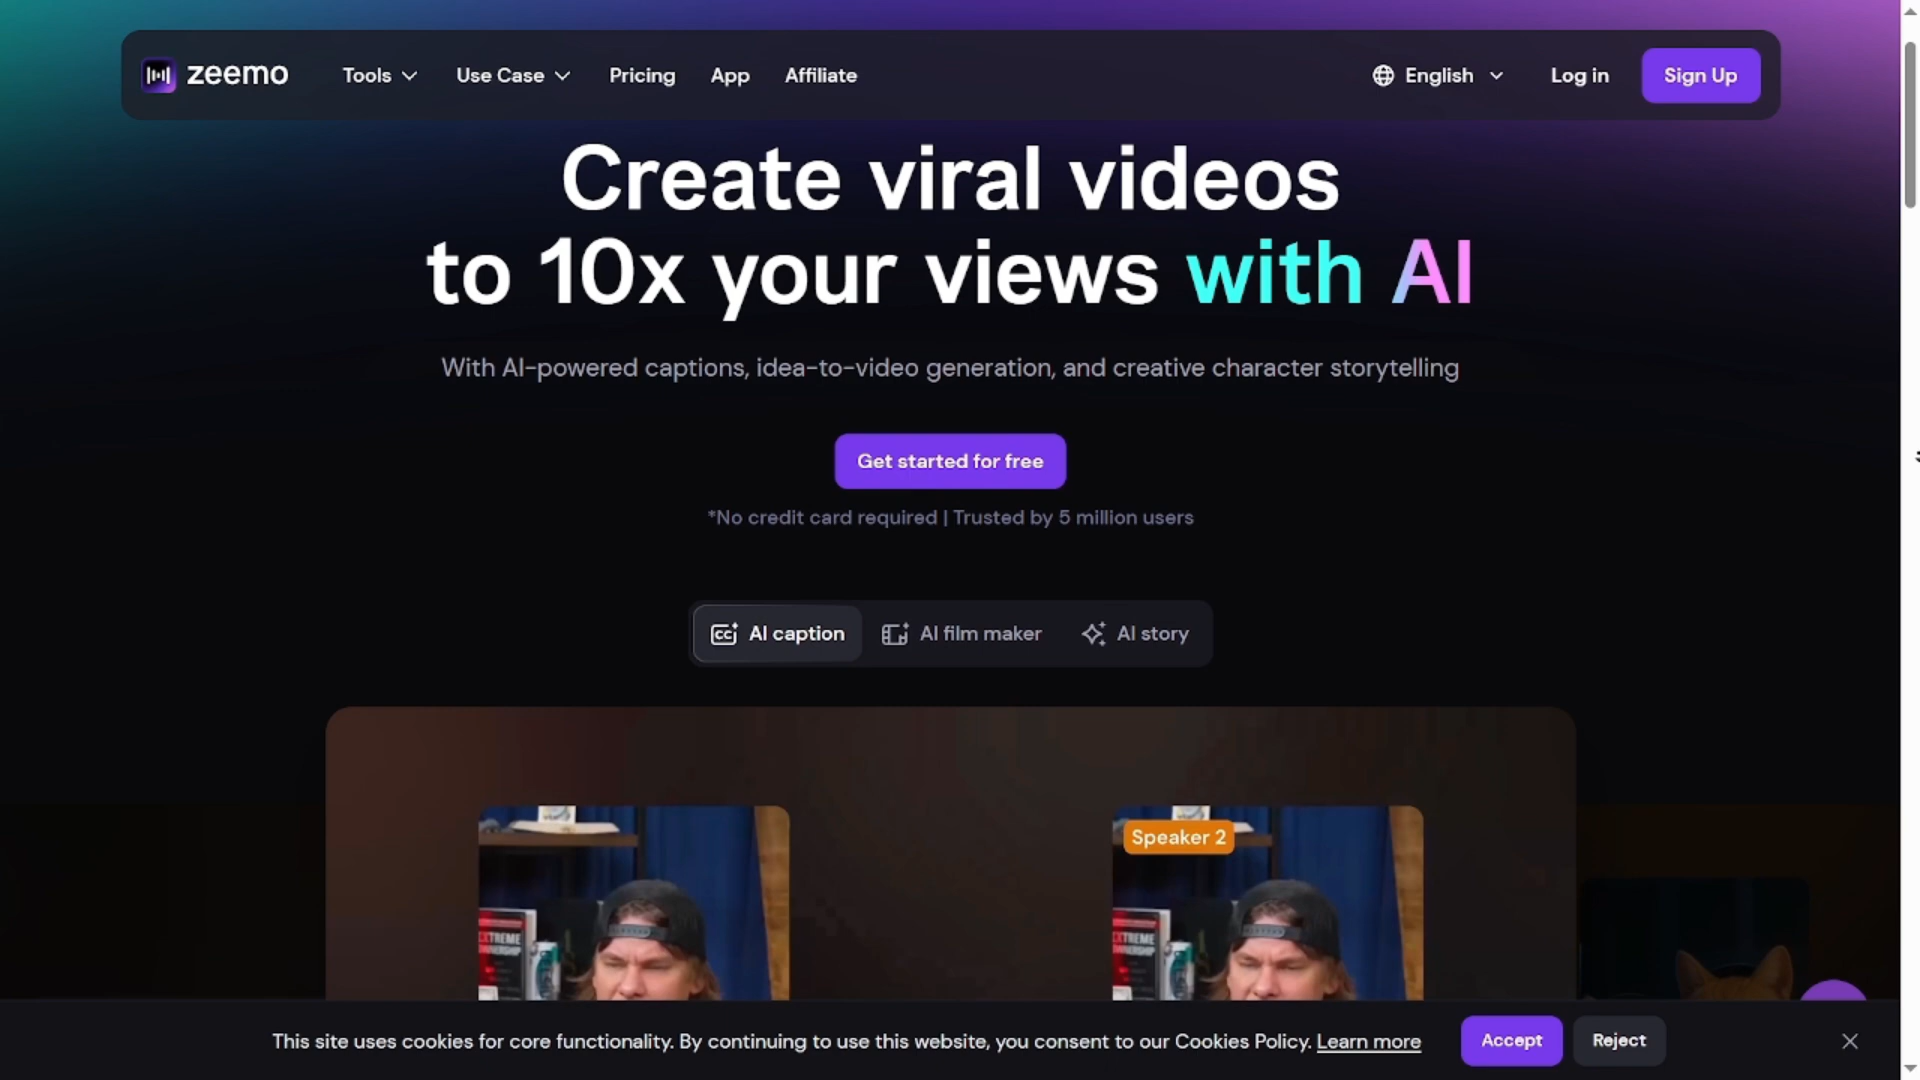 zeemo
Tools
Use Case
Pricing
App
Affiliate
English
Log in
Sign Up
Create viral videos
to 10x your views with AI
With AI-powered captions, idea-to-video generation, and creative character storytelling
Get started for free
*No credit card required | Trusted by 5 million users
AI caption
AI film maker
AI story
Speaker 2
This site uses cookies for core functionality. By continuing to use this website, you consent to our Cookies Policy. Learn more
Accept
Reject